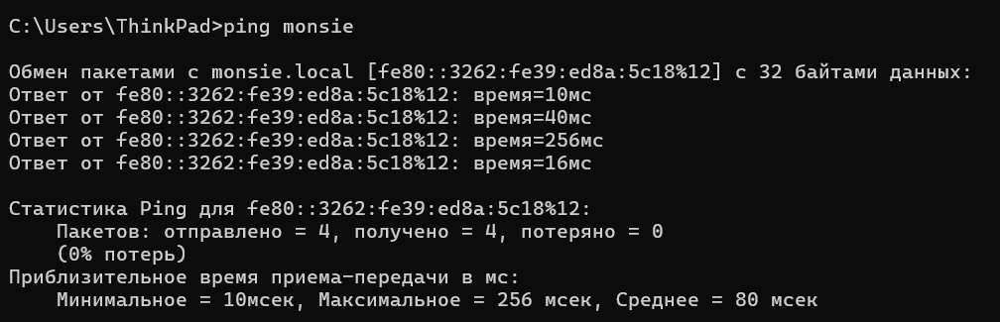 C:\Users\ThinkPad>ping monsie
Обмен пакетами с monsie.local [fe80::3262:fe39:ed8a:5c18%12] с 32 байтами данных:
Ответ от fe80::3262:fe39:ed8a:5c18%12: время=10мс
Ответ от fe80::3262:fe39:ed8a:5c18%12: время=40мс
Ответ от fe80::3262:fe39:ed8a:5c18%12: время=256мс
Ответ от fe80::3262:fe39:ed8a:5c18%12: время=16мс
Статистика Ping для fe80::3262:fe39:ed8a:5c18%12:
    Пакетов: отправлено = 4, получено = 4, потеряно = 0
    (0% потерь)
Приблизительное время приема-передачи в мс:
    Минимальное = 10мсек, Максимальное = 256 мсек, Среднее = 80 мсек